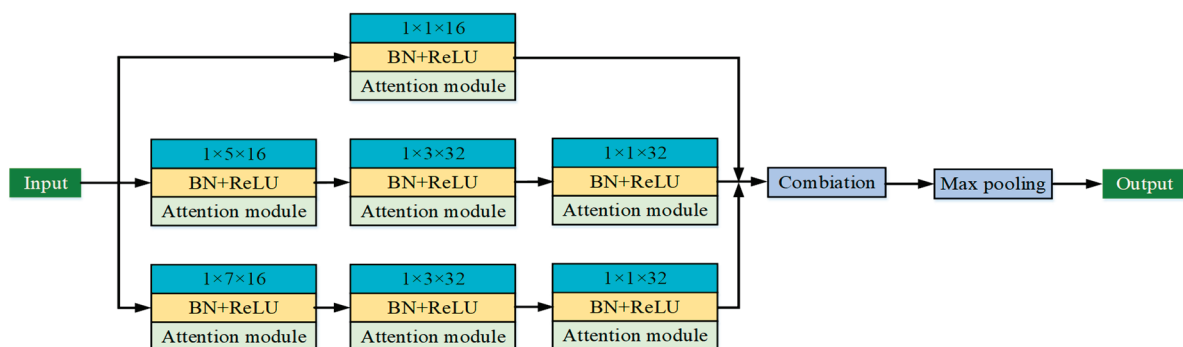 1×1×16
BN+ReLU
Attention module
1×5×16
BN+ReLU
Attention module
1×3×32
BN+ReLU
Attention module
1×1×32
BN+ReLU
Attention module
Input
Combiation
Max pooling
Output
1×7×16
BN+ReLU
Attention module
1×3×32
BN+ReLU
Attention module
1×1×32
BN+ReLU
Attention module